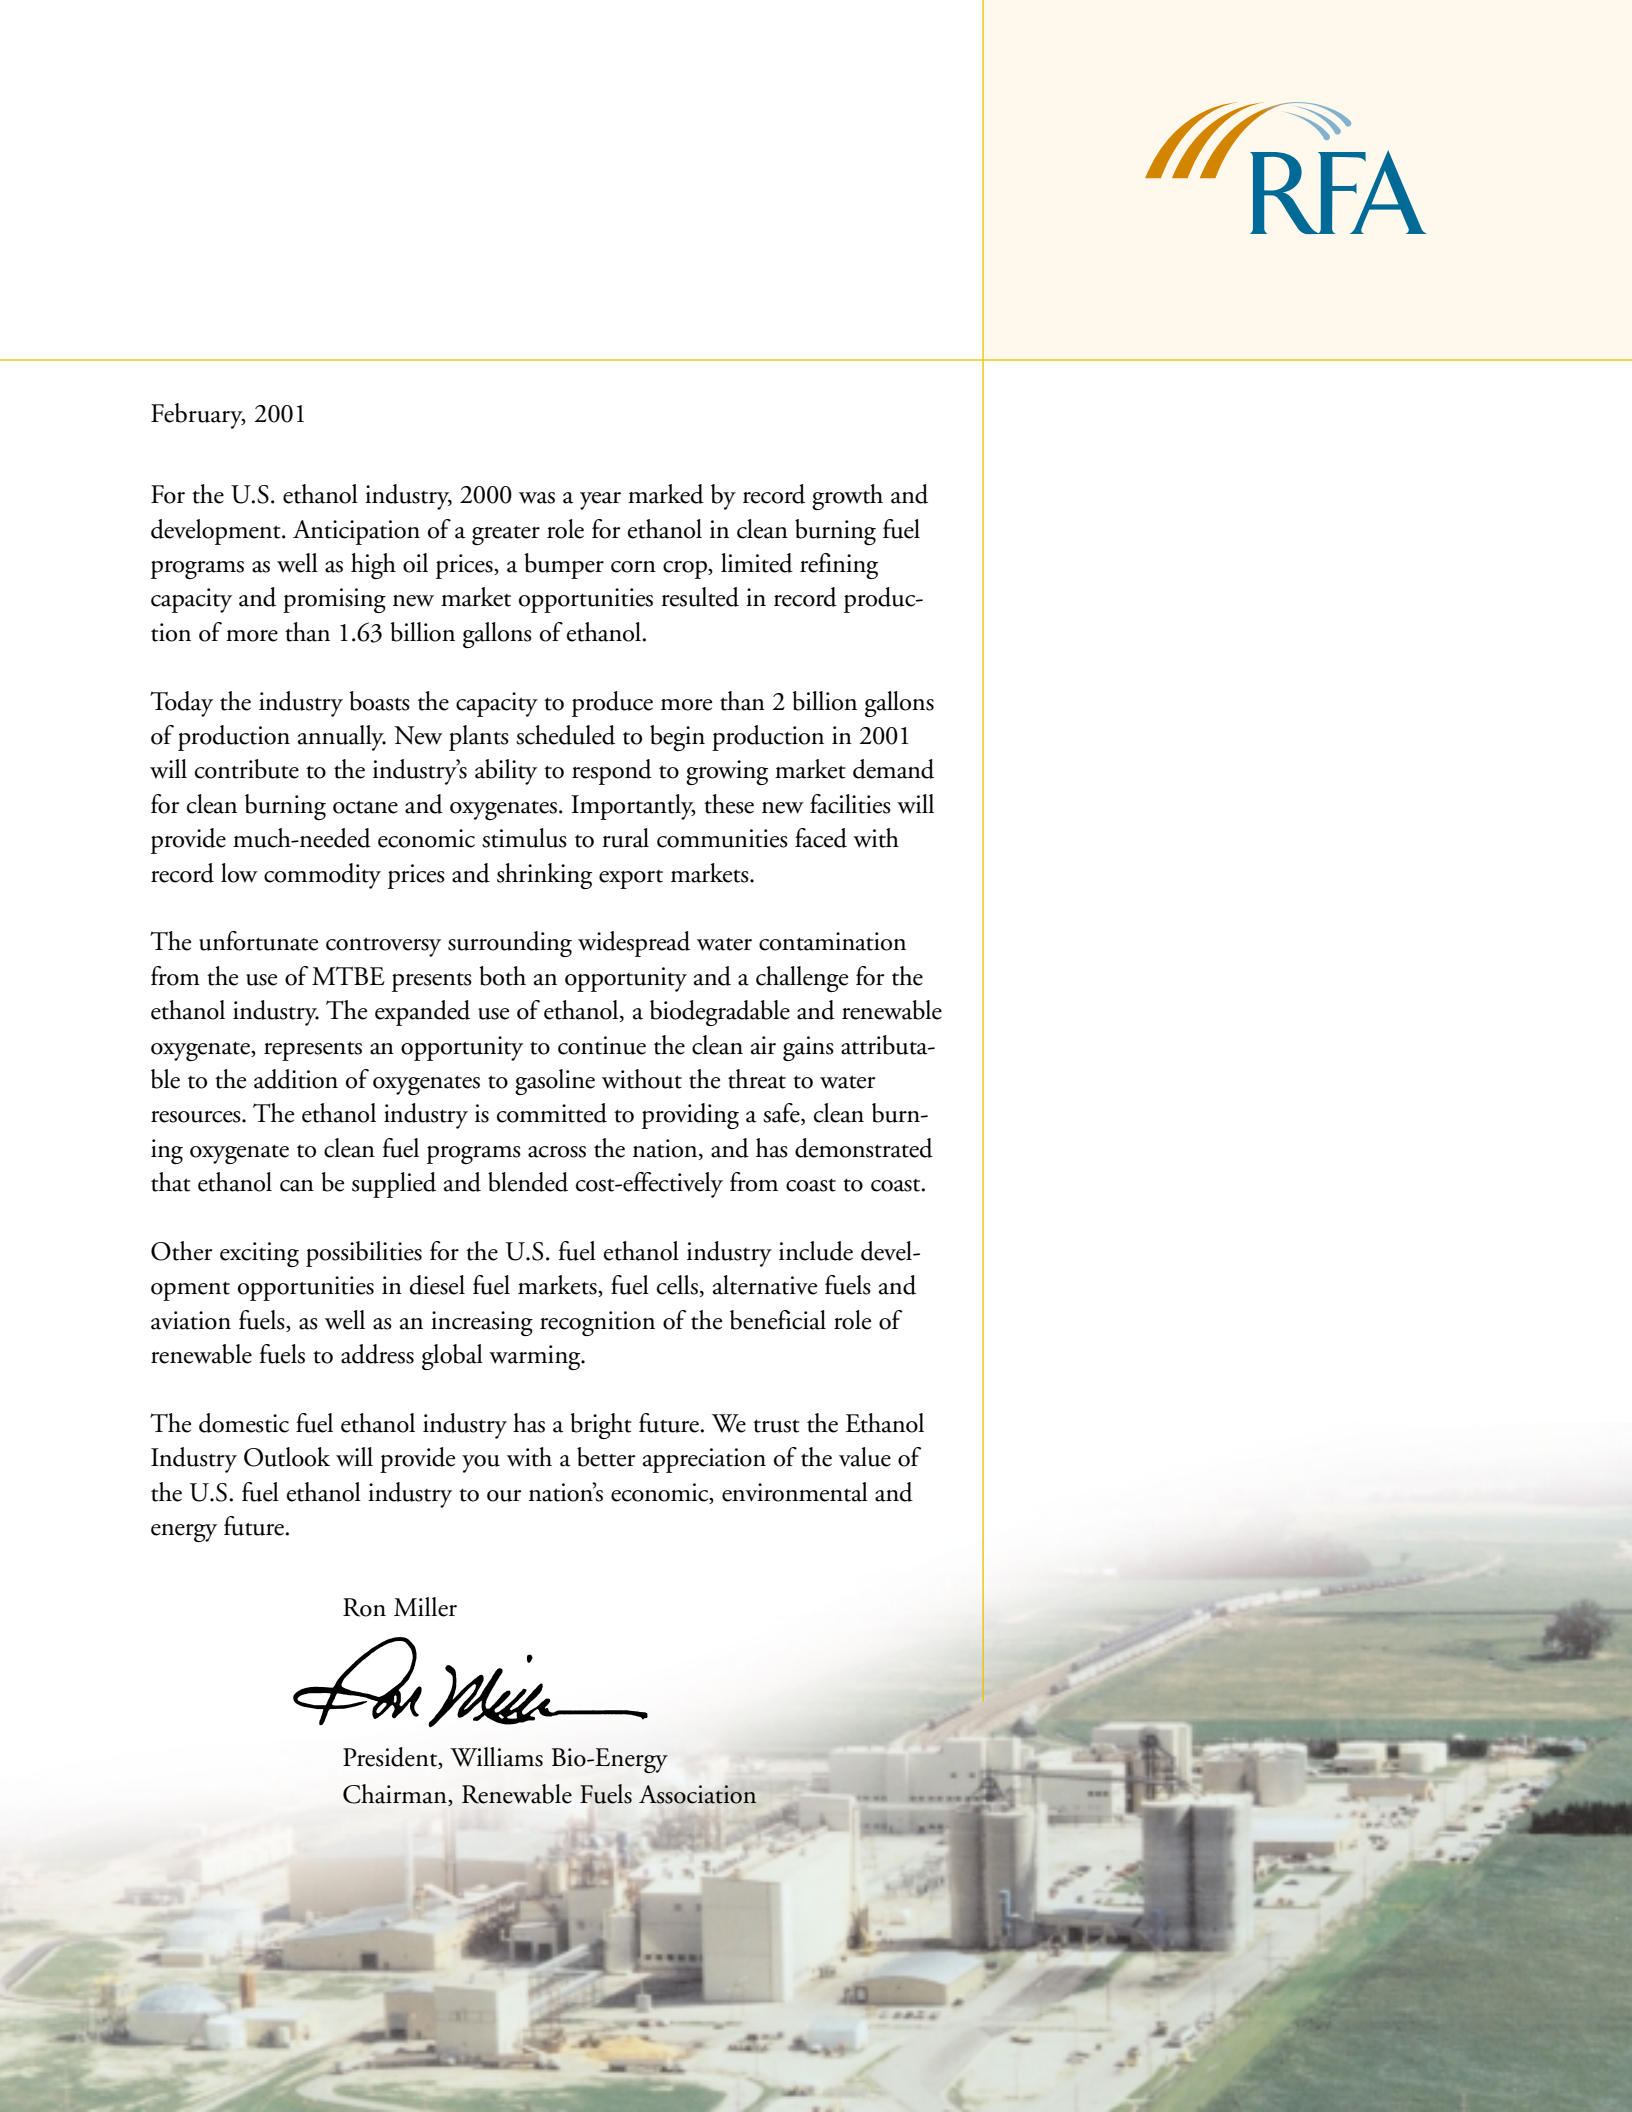 RFA
February, 2001
For the U.S. ethanol industry, 2000 was a year marked by record growth and
development. Anticipation of a greater role for ethanol in clean burning fuel
programs as well as high oil prices, a bumper corn crop, limited refining
capacity and promising new market opportunities resulted in record produc-
tion of more than 1.63 billion gallons of ethanol.
Today the industry boasts the capacity to produce more than 2 billion gallons
of production annually. New plants scheduled to begin production in 2001
will contribute to the industry’s ability to respond to growing market demand
for clean burning octane and oxygenates. Importantly, these new facilities will
provide much-needed economic stimulus to rural communities faced with
record low commodity prices and shrinking export markets.
The unfortunate controversy surrounding widespread water contamination
from the use of MTBE presents both an opportunity and a challenge for the
ethanol industry. The expanded use of ethanol, a biodegradable and renewable
oxygenate, represents an opportunity to continue the clean air gains attributa-
ble to the addition of oxygenates to gasoline without the threat to water
resources. The ethanol industry is committed to providing a safe, clean burn-
ing oxygenate to clean fuel programs across the nation, and has demonstrated
that ethanol can be supplied and blended cost-effectively from coast to coast.
Other exciting possibilities for the U.S. fuel ethanol industry include devel-
opment opportunities in diesel fuel markets, fuel cells, alternative fuels and
aviation fuels, as well as an increasing recognition of the beneficial role of
renewable fuels to address global warming.
The domestic fuel ethanol industry has a bright future. We trust the Ethanol
Industry Outlook will provide you with a better appreciation of the value of
the U.S. fuel ethanol industry to our nation’s economic, environmental and
energy future.
Ron Miller
Ron Miller
President, Williams Bio-Energy
Chairman, Renewable Fuels Association